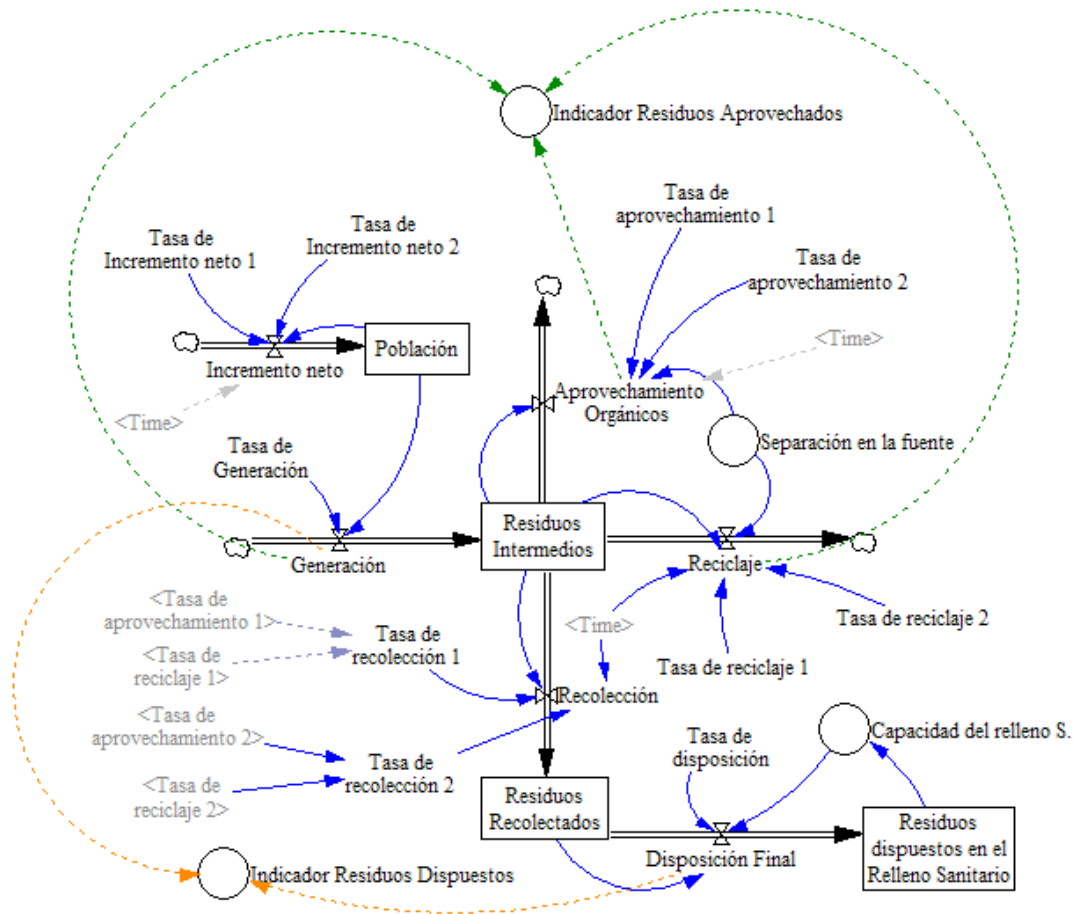 Indicador Residuos Aprovechados
Tasa de
aprovechamiento 1
Tasa de
Incremento neto 1
Tasa de
Incremento neto 2
Tasa de
aprovechamiento 2
Población
Incremento neto
<Time>
<Time>
Aprovechamiento
Orgánicos
Separación en la fuente
Tasa de
Generación
Residuos
Intermedios
Generación
Reciclaje
<Tasa de
aprovechamiento 1>
<Tasa de
reciclaje 1>
Tasa de
recolección 1
<Time>
Tasa de reciclaje 2
Tasa de reciclaje 1
Recolección
<Tasa de
aprovechamiento 2>
<Tasa de
reciclaje 2>
Tasa de
recolección 2
Tasa de
disposición
Capacidad del relleno S.
Residuos
Recolectados
Disposición Final
Residuos
dispuestos en el
Relleno Sanitario
Indicador Residuos Dispuestos